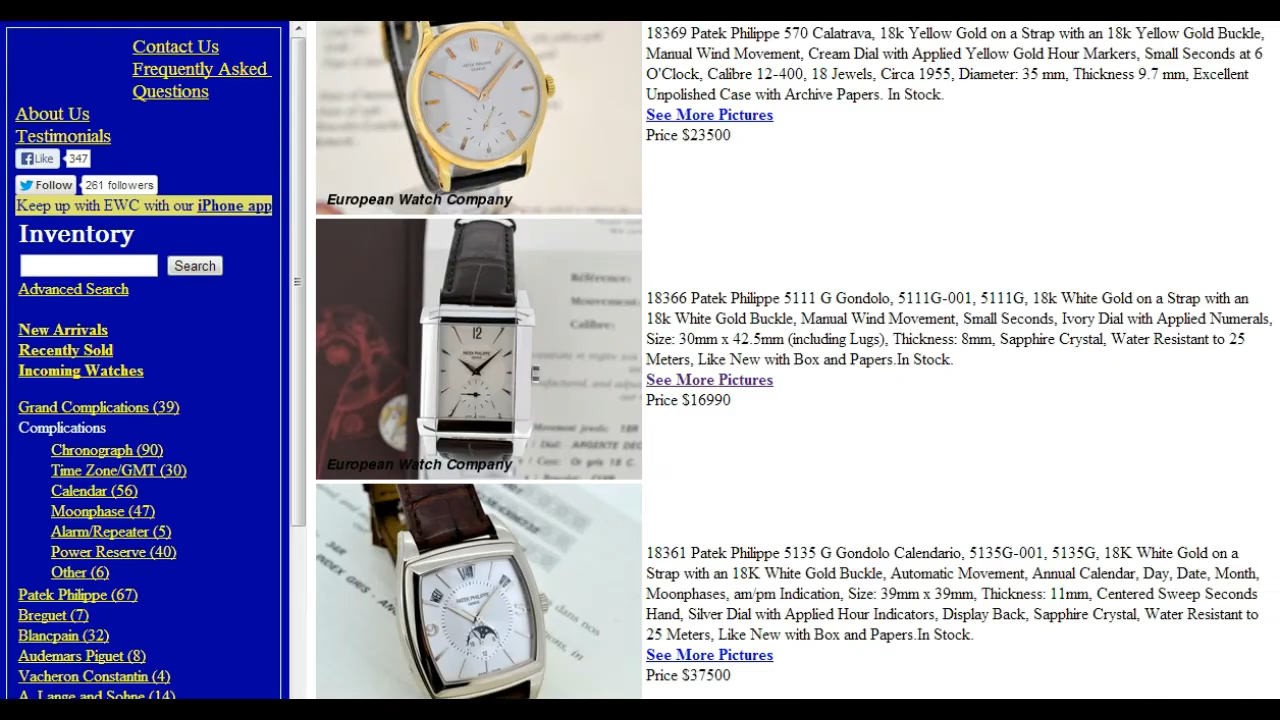 Contact Us
Frequently Asked
Questions
About Us
Testimonials
Like 347
Follow 261 followers
Keep up with EWC with our iPhone app
Inventory
Search
Advanced Search
New Arrivals
Recently Sold
Incoming Watches
Grand Complications (39)
Complications
Chronograph (90)
Time Zone/GMT (30)
Calendar (56)
Moonphase (47)
Alarm/Repeater (5)
Power Reserve (40)
Other (6)
Patek Philippe (67)
Breguet (7)
Blancpain (32)
Audemars Piguet (8)
Vacheron Constantin (4)
A. Lange and Sohne (14)
European Watch Company
18369 Patek Philippe 570 Calatrava, 18k Yellow Gold on a Strap with an 18k Yellow Gold Buckle,
Manual Wind Movement, Cream Dial with Applied Yellow Gold Hour Markers, Small Seconds at 6
O'Clock, Calibre 12-400, 18 Jewels, Circa 1955, Diameter: 35 mm, Thickness 9.7 mm, Excellent
Unpolished Case with Archive Papers. In Stock.
See More Pictures
Price $23500
12
PATEK PHILIPPE
European Watch Company
18366 Patek Philippe 5111 G Gondolo, 5111G-001, 5111G, 18k White Gold on a Strap with an
18k White Gold Buckle, Manual Wind Movement, Small Seconds, Ivory Dial with Applied Numerals,
Size: 30mm x 42.5mm (including Lugs), Thickness: 8mm, Sapphire Crystal, Water Resistant to 25
Meters, Like New with Box and Papers.In Stock.
See More Pictures
Price $16990
PATEK PHILIPPE
dans nos
18361 Patek Philippe 5135 G Gondolo Calendario, 5135G-001, 5135G, 18K White Gold on a
Strap with an 18K White Gold Buckle, Automatic Movement, Annual Calendar, Day, Date, Month,
Moonphases, am/pm Indication, Size: 39mm x 39mm, Thickness: 11mm, Centered Sweep Seconds
Hand, Silver Dial with Applied Hour Indicators, Display Back, Sapphire Crystal, Water Resistant to
25 Meters, Like New with Box and Papers.In Stock.
See More Pictures
Price $37500